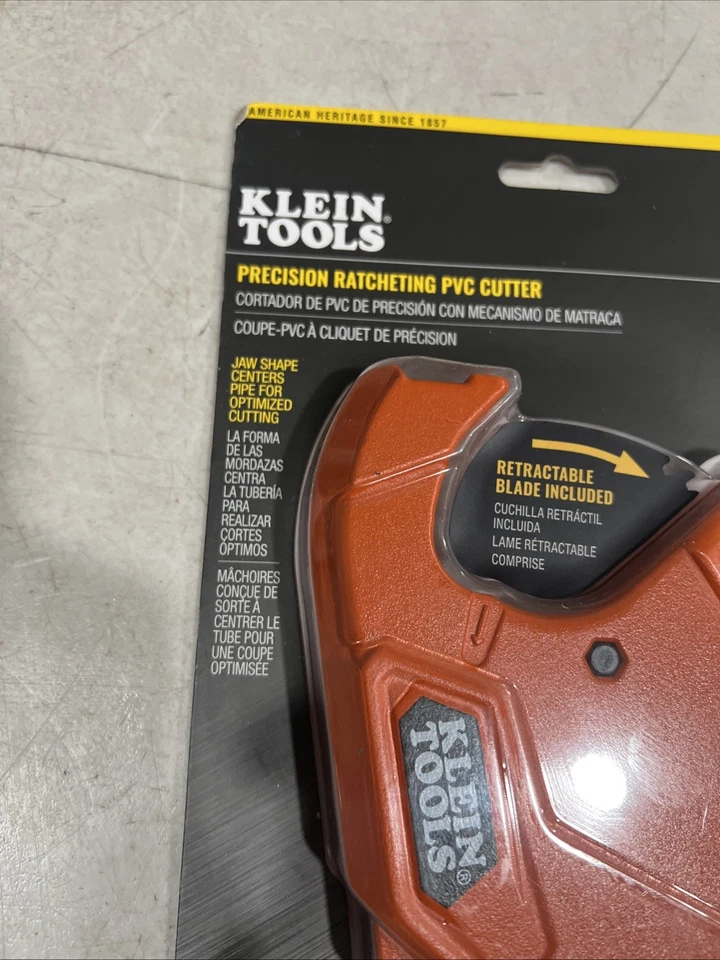 AMERICAN HERITAGE SINCE 1857
KLEIN
TOOLS®
PRECISION RATCHETING PVC CUTTER
CORTADOR DE PVC DE PRECISIÓN CON MECANISMO DE MATRACA
COUPE-PVC À CLIQUET DE PRÉCISION
JAW SHAPE
CENTERS
PIPE FOR
OPTIMIZED
CUTTING
LA FORMA
DE LAS
MORDAZAS
CENTRA
LA TUBERÍA
PARA
REALIZAR
CORTES
ÓPTIMOS
MÂCHOIRES
CONÇUE DE
SORTE À
CENTRER LE
TUBE POUR
UNE COUPE
OPTIMISÉE
RETRACTABLE
BLADE INCLUDED
CUCHILLA RETRÁCTIL
INCLUIDA
LAME RÉTRACTABLE
COMPRISE
KLEIN
TOOLS®